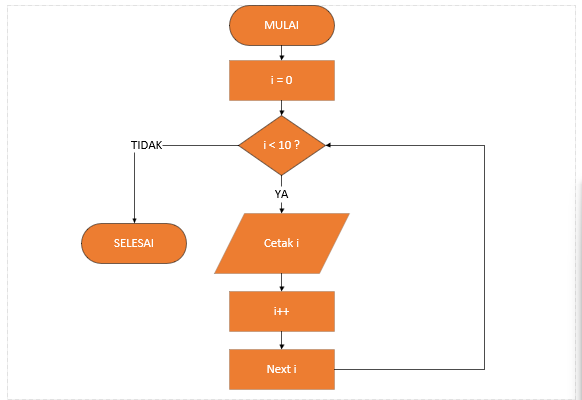 MULAI
i = 0
i < 10 ?
TIDAK
YA
SELESAI
Cetak i
i++
Next i